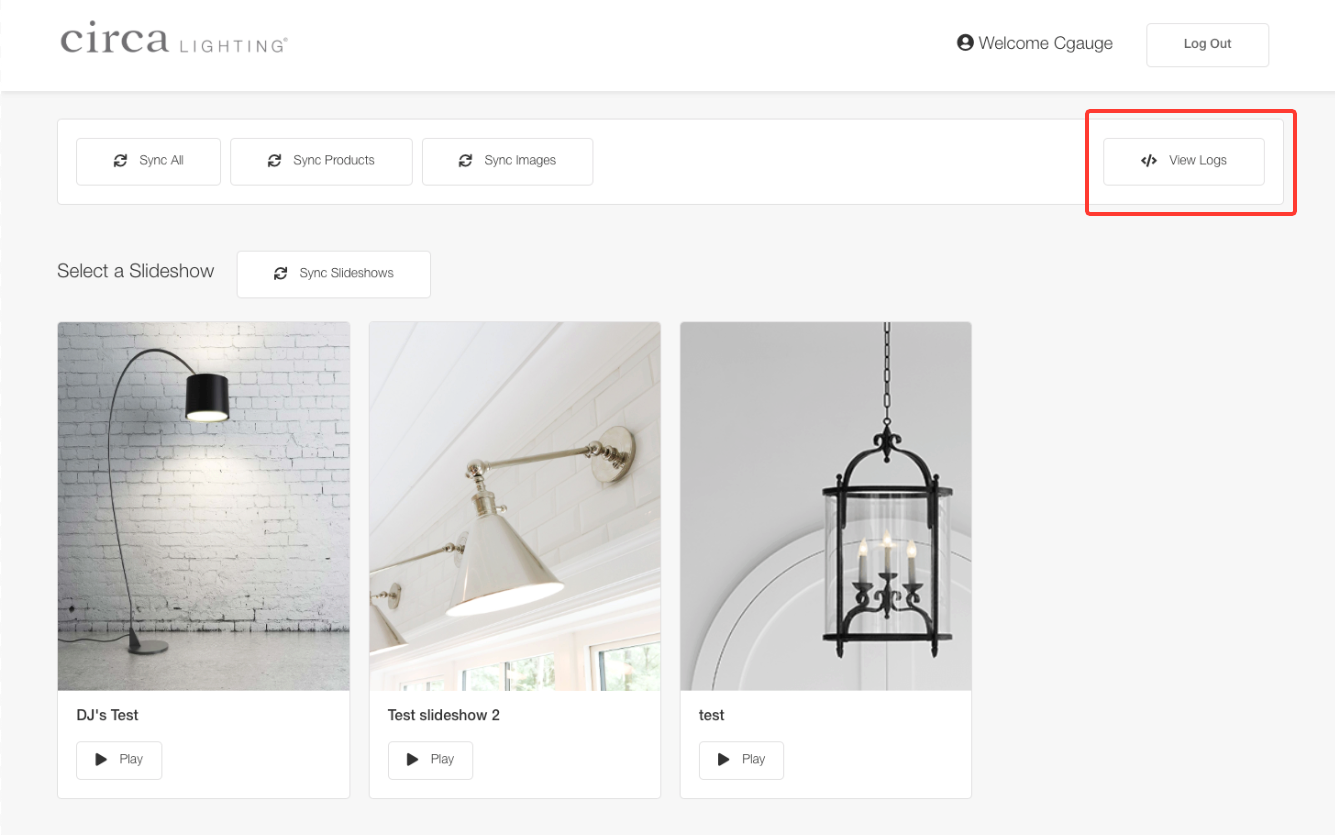 circa LIGHTING®
Welcome Cgauge
Log Out
Sync All
Sync Products
Sync Images
View Logs
Select a Slideshow
Sync Slideshows
DJ's Test
Test slideshow 2
test
Play
Play
Play